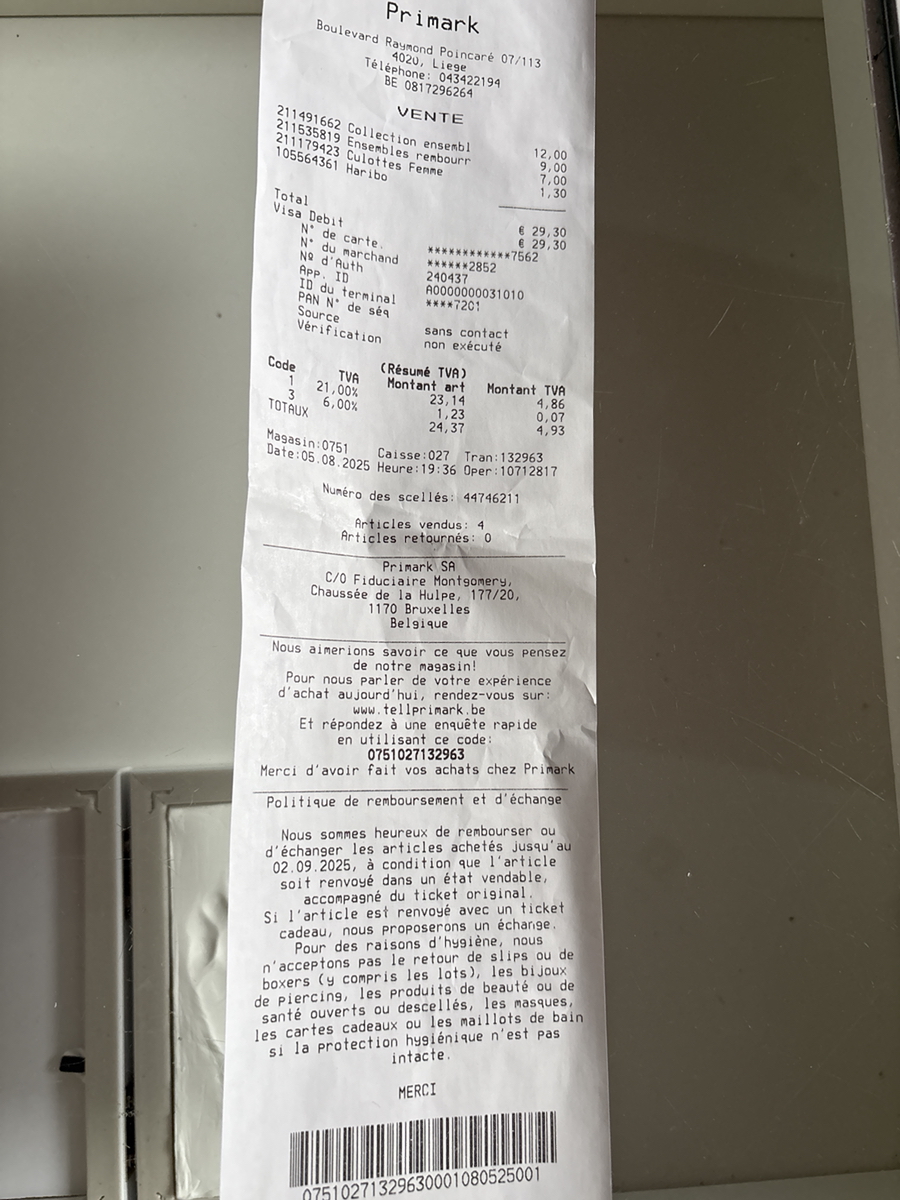 Primark
Boulevard Raymond Poincaré 07/113
4020, Liege
Téléphone: 043422194
BE 0817296264
VENTE
211491662 Collection ensembl 12,00
211535819 Ensembles rembourr 9,00
211179423 Culottes Femme 7,00
105564361 Haribo 1,30
Total € 29,30
Visa Debit € 29,30
N° de carte. ************7562
N° du marchand ******2852
Nº d'Auth 240437
App. ID A0000000031010
ID du terminal ****7201
PAN N° de séq
Source sans contact
Vérification non exécuté
(Résumé TVA)
Code TVA Montant art Montant TVA
1 21,00% 23,14 4,86
3 6,00% 1,23 0,07
TOTAUX 24,37 4,93
Magasin:0751 Caisse:027 Tran:132963
Date:05.08.2025 Heure:19:36 Oper:10712817
Numéro des scellés: 44746211
Articles vendus: 4
Articles retournés: 0
Primark SA
C/O Fiduciaire Montgomery,
Chaussée de la Hulpe, 177/20,
1170 Bruxelles
Belgique
Nous aimerions savoir ce que vous pensez
de notre magasin!
Pour nous parler de votre expérience
d'achat aujourd'hui, rendez-vous sur:
www.tellprimark.be
Et répondez à une enquête rapide
en utilisant ce code:
0751027132963
Merci d'avoir fait vos achats chez Primark
Politique de remboursement et d'échange
Nous sommes heureux de rembourser ou
d'échanger les articles achetés jusqu'au
02.09.2025, à condition que l'article
soit renvoyé dans un état vendable,
accompagné du ticket original.
Si l'article est renvoyé avec un ticket
cadeau, nous proposerons un échange.
Pour des raisons d'hygiène, nous
n'acceptons pas le retour de slips ou de
boxers (y compris les lots), les bijoux
de piercing, les produits de beauté ou de
santé ouverts ou descellés, les masques,
les cartes cadeaux ou les maillots de bain
si la protection hygiénique n'est pas
intacte.
MERCI
075102713296300010805​25001